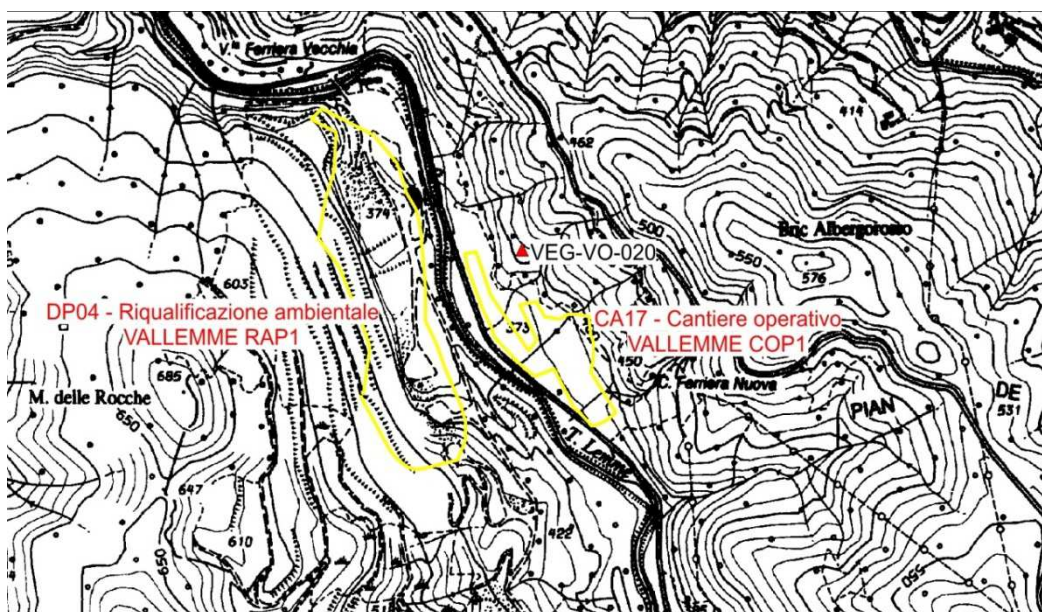 V.ª Ferriera Vecchia
462
414
374
VEG-VO-020
500
Bric Albergorosso
550
576
603
DP04 - Riqualificazione ambientale
VALLEMME RAP1
373
CA17 - Cantiere operativo
VALLEMME COP1
450
685
M. delle Rocche
650
C. Ferriera Nuova
PIAN
DE
531
T. Lemme
647
610
650
422
550